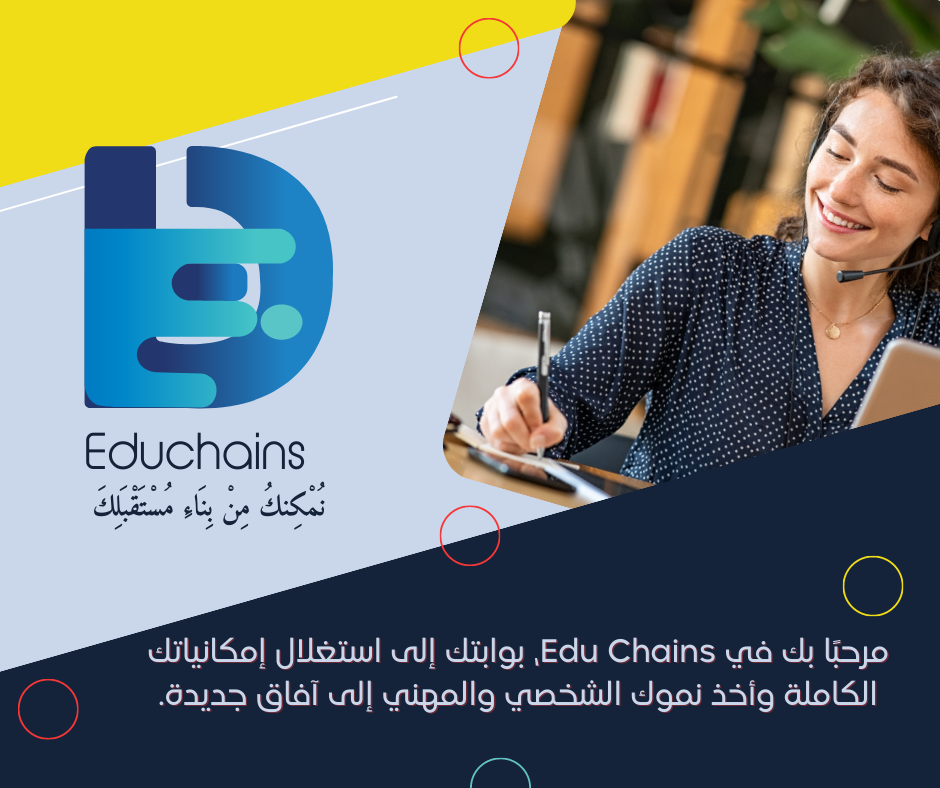 Educhains
نُمْكِنكُ مِنْ بِنَاءِ مُسْتَقْبَلِكَ
مرحبًا بك في Edu Chains, بوابتك إلى استغلال إمكانياتك
الكاملة وأخذ نموك الشخصي والمهني إلى آفاق جديدة.